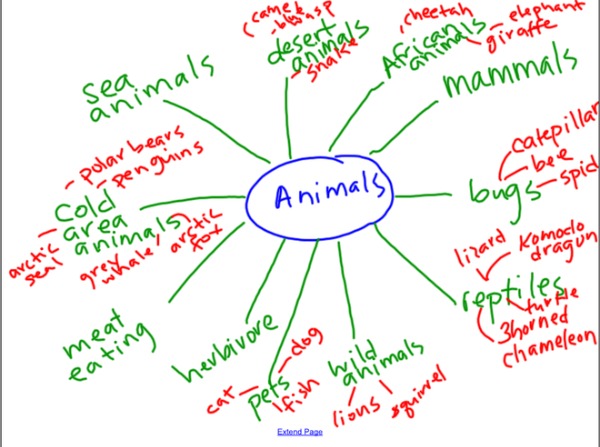 camel
wasp
desert
animals
snake
cheetah
African
animals
elephant
giraffe
sea
animals
mammals
polar bears
penguins
cold
area
animals
arctic
seal
grey
whale
arctic
fox
Animals
catepillar
bee
spid
bugs
lizard
Komodo
dragon
reptiles
turtle
3horned
chameleon
meat
eating
herbivore
dog
cat
pets
fish
wild
animals
lions
squirrel
Extend Page